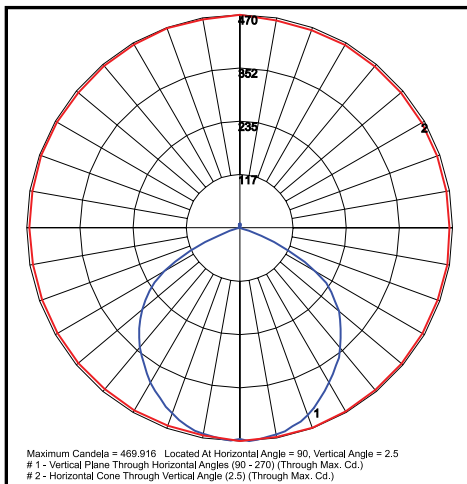 470
352
235
2
117
1
Maximum Candela = 469.916 Located At Horizontal Angle = 90, Vertical Angle = 2.5
# 1 - Vertical Plane Through Horizontal Angles (90 - 270) (Through Max. Cd.)
# 2 - Horizontal Cone Through Vertical Angle (2.5) (Through Max. Cd.)